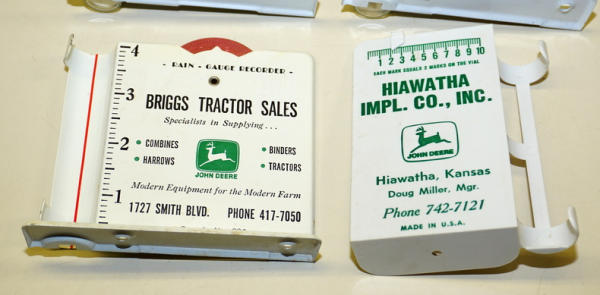 4
- RAIN - GAUGE RECORDER -
3
BRIGGS TRACTOR SALES
Specialists in Supplying...
• COMBINES
• HARROWS
JOHN DEERE
• BINDERS
• TRACTORS
2
Modern Equipment for the Modern Farm
1
1727 SMITH BLVD. PHONE 417-7050
1 2 3 4 5 6 7 8 9 10
EACH MARK EQUALS 2 MARKS ON THE VIAL
HIAWATHA
IMPL. CO., INC.
JOHN DEERE
Hiawatha, Kansas
Doug Miller, Mgr.
Phone 742-7121
MADE IN U.S.A.